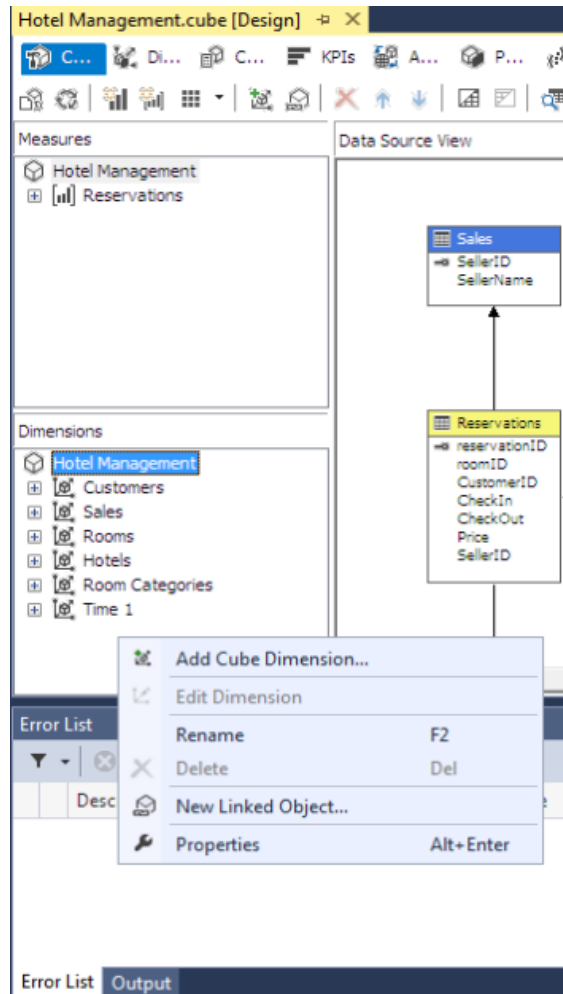 Hotel Management.cube [Design]
C... Di... C... KPIs A... P...
Measures
Data Source View
Hotel Management
Reservations
Sales
SellerID
SellerName
Dimensions
Hotel Management
Customers
Sales
Rooms
Hotels
Room Categories
Time 1
Reservations
reservationID
roomID
CustomerID
CheckIn
CheckOut
Price
SellerID
Add Cube Dimension...
Edit Dimension
Rename F2
Delete Del
New Linked Object...
Properties Alt+Enter
Error List
Desc
Error List Output